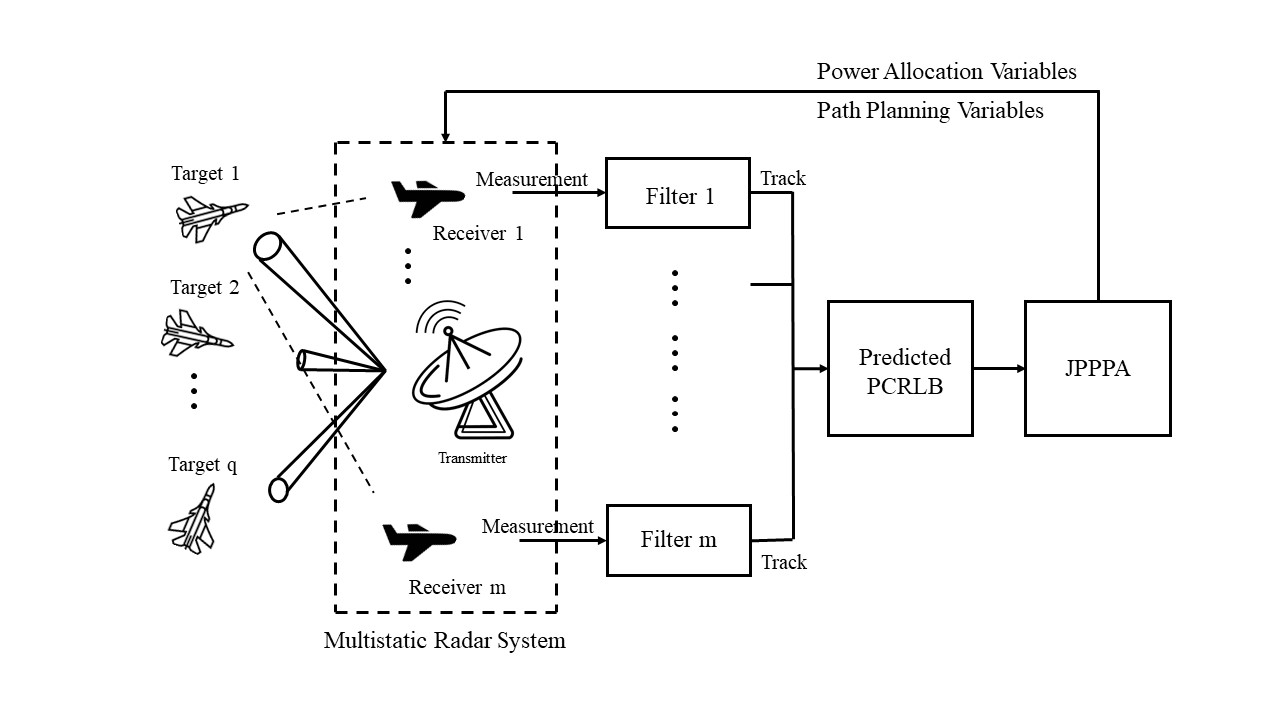 Power Allocation Variables
Path Planning Variables
Target 1
Measurement
Filter 1
Track
Receiver 1
Target 2
Predicted
PCRLB
JPPPA
Transmitter
Target q
Measurement
Filter m
Track
Receiver m
Multistatic Radar System